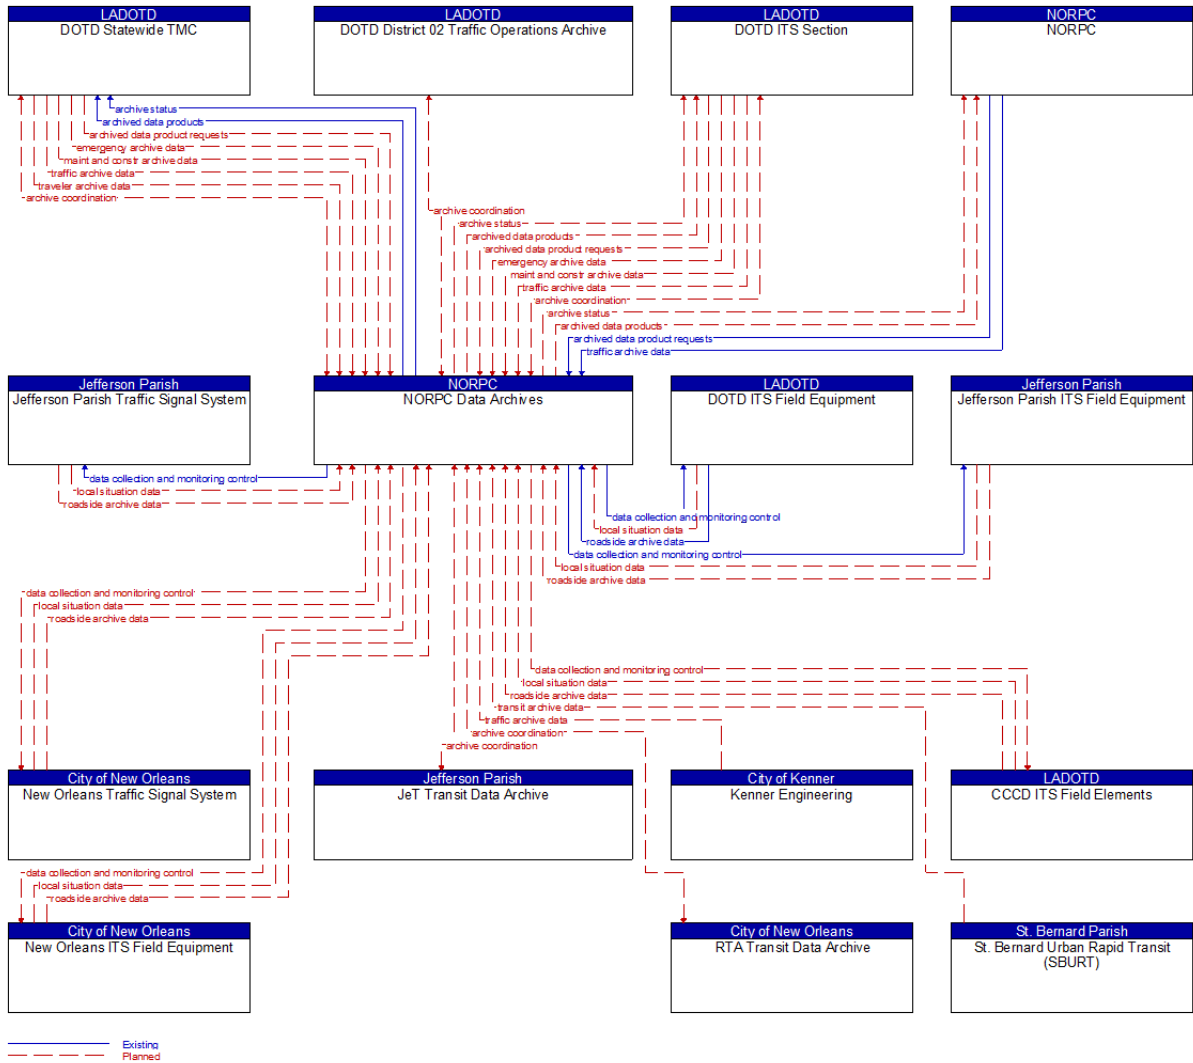 LADOTD
DOTD Statewide TMC
LADOTD
DOTD District 02 Traffic Operations Archive
LADOTD
DOTD ITS Section
NORPC
NORPC
archive status
archived data products
archived data product requests
emergency archive data
maint and constr archive data
traffic archive data
traveler archive data
archive coordination
archive coordination
archive status
archived data products
archived data product requests
emergency archive data
maint and constr archive data
traffic archive data
archive coordination
archive status
archived data products
archived data product requests
traffic archive data
Jefferson Parish
Jefferson Parish Traffic Signal System
NORPC
NORPC Data Archives
LADOTD
DOTD ITS Field Equipment
Jefferson Parish
Jefferson Parish ITS Field Equipment
data collection and monitoring control
local situation data
roadside archive data
data collection and monitoring control
local situation data
roadside archive data
data collection and monitoring control
local situation data
roadside archive data
data collection and monitoring control
local situation data
roadside archive data
data collection and monitoring control
local situation data
roadside archive data
transit archive data
traffic archive data
archive coordination
archive coordination
City of New Orleans
New Orleans Traffic Signal System
Jefferson Parish
JeT Transit Data Archive
City of Kenner
Kenner Engineering
LADOTD
CCCD ITS Field Elements
data collection and monitoring control
local situation data
roadside archive data
City of New Orleans
New Orleans ITS Field Equipment
City of New Orleans
RTA Transit Data Archive
St. Bernard Parish
St. Bernard Urban Rapid Transit
(SBURT)
Existing
Planned